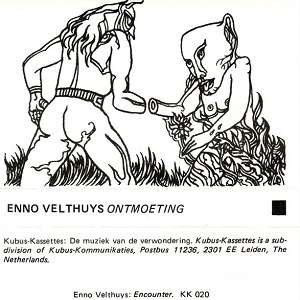 ENNO VELTHUYS ONTMOETING
Kubus-Kassettes: De muziek van de verwondering. Kubus-Kassettes is a sub-
division of Kubus-Kommunikaties, Postbus 11236, 2301 EE Leiden, The
Netherlands.
Enno Velthuys: Encounter. KK 020